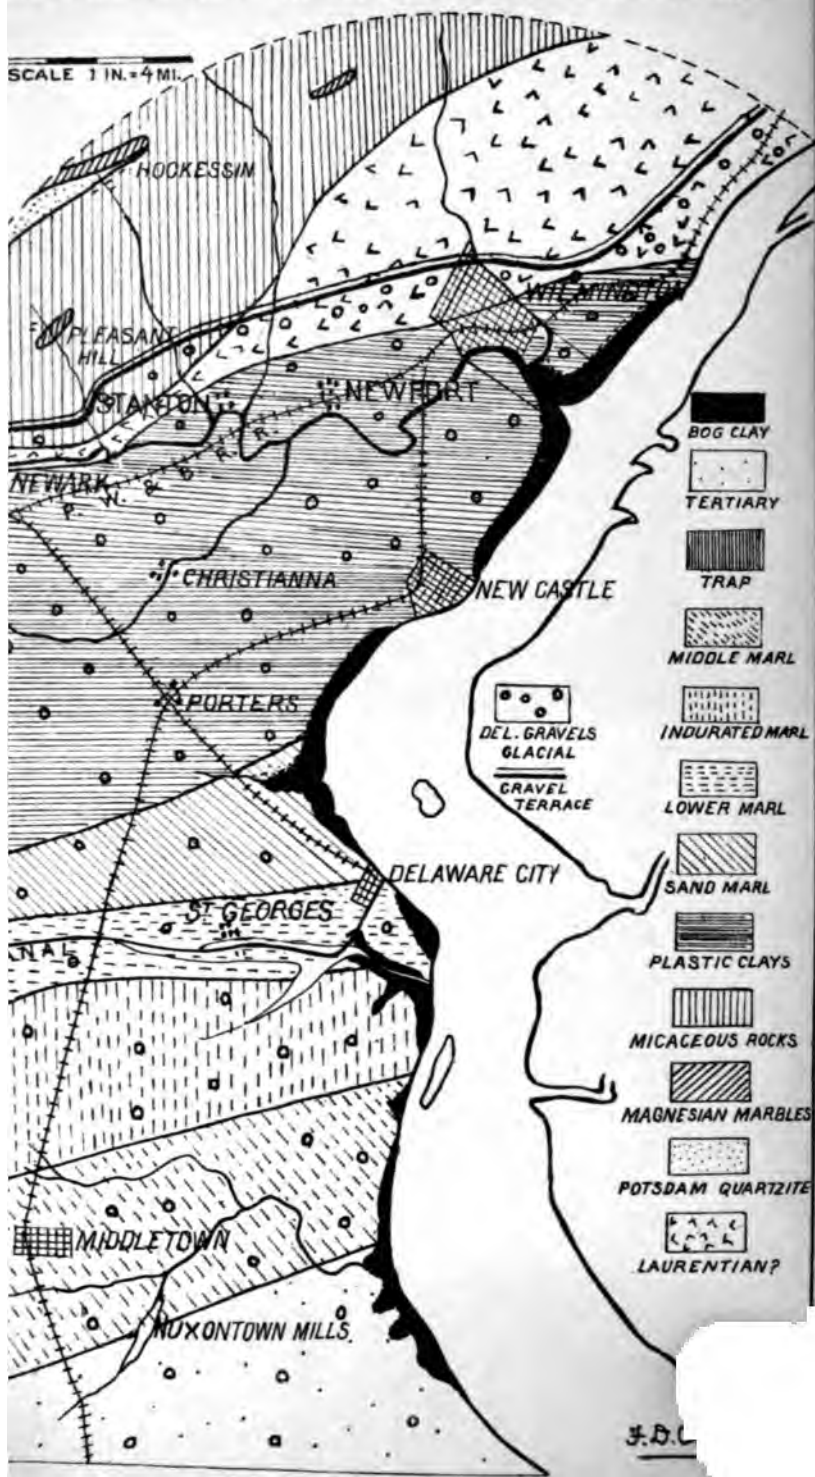 SCALE 1 IN.=4 MI.
HOCKESSIN
PLEASANT
HILL
WILMINGTON
STANTON
NEWPORT
NEWARK
P. W. & B. R. R.
CHRISTIANNA
NEW CASTLE
PORTERS
DELAWARE CITY
ST GEORGES
ANAL
MIDDLETOWN
NUXONTOWN MILLS
BOG CLAY
TERTIARY
TRAP
MIDDLE MARL
INDURATED MARL
LOWER MARL
SAND MARL
PLASTIC CLAYS
MICACEOUS ROCKS
MAGNESIAN MARBLES
POTSDAM QUARTZITE
LAURENTIAN?
DEL. GRAVELS
GLACIAL
GRAVEL
TERRACE
F.D.C